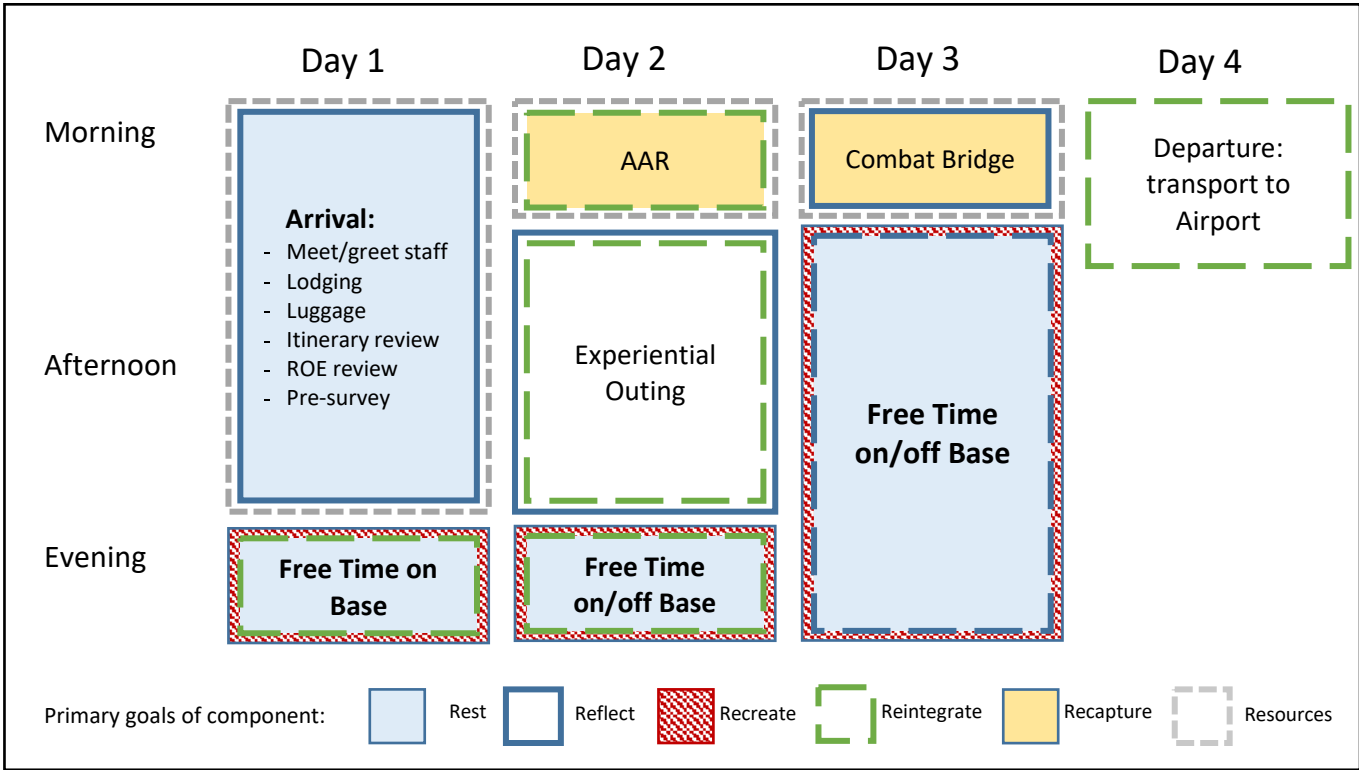 Day 1
Day 2
Day 3
Day 4
Morning
Afternoon
Evening
Arrival:
- Meet/greet staff
- Lodging
- Luggage
- Itinerary review
- ROE review
- Pre-survey
Free Time on
Base
AAR
Experiential
Outing
Free Time
on/off Base
Combat Bridge
Free Time
on/off Base
Departure:
transport to
Airport
Primary goals of component:
Rest
Reflect
Recreate
Reintegrate
Recapture
Resources